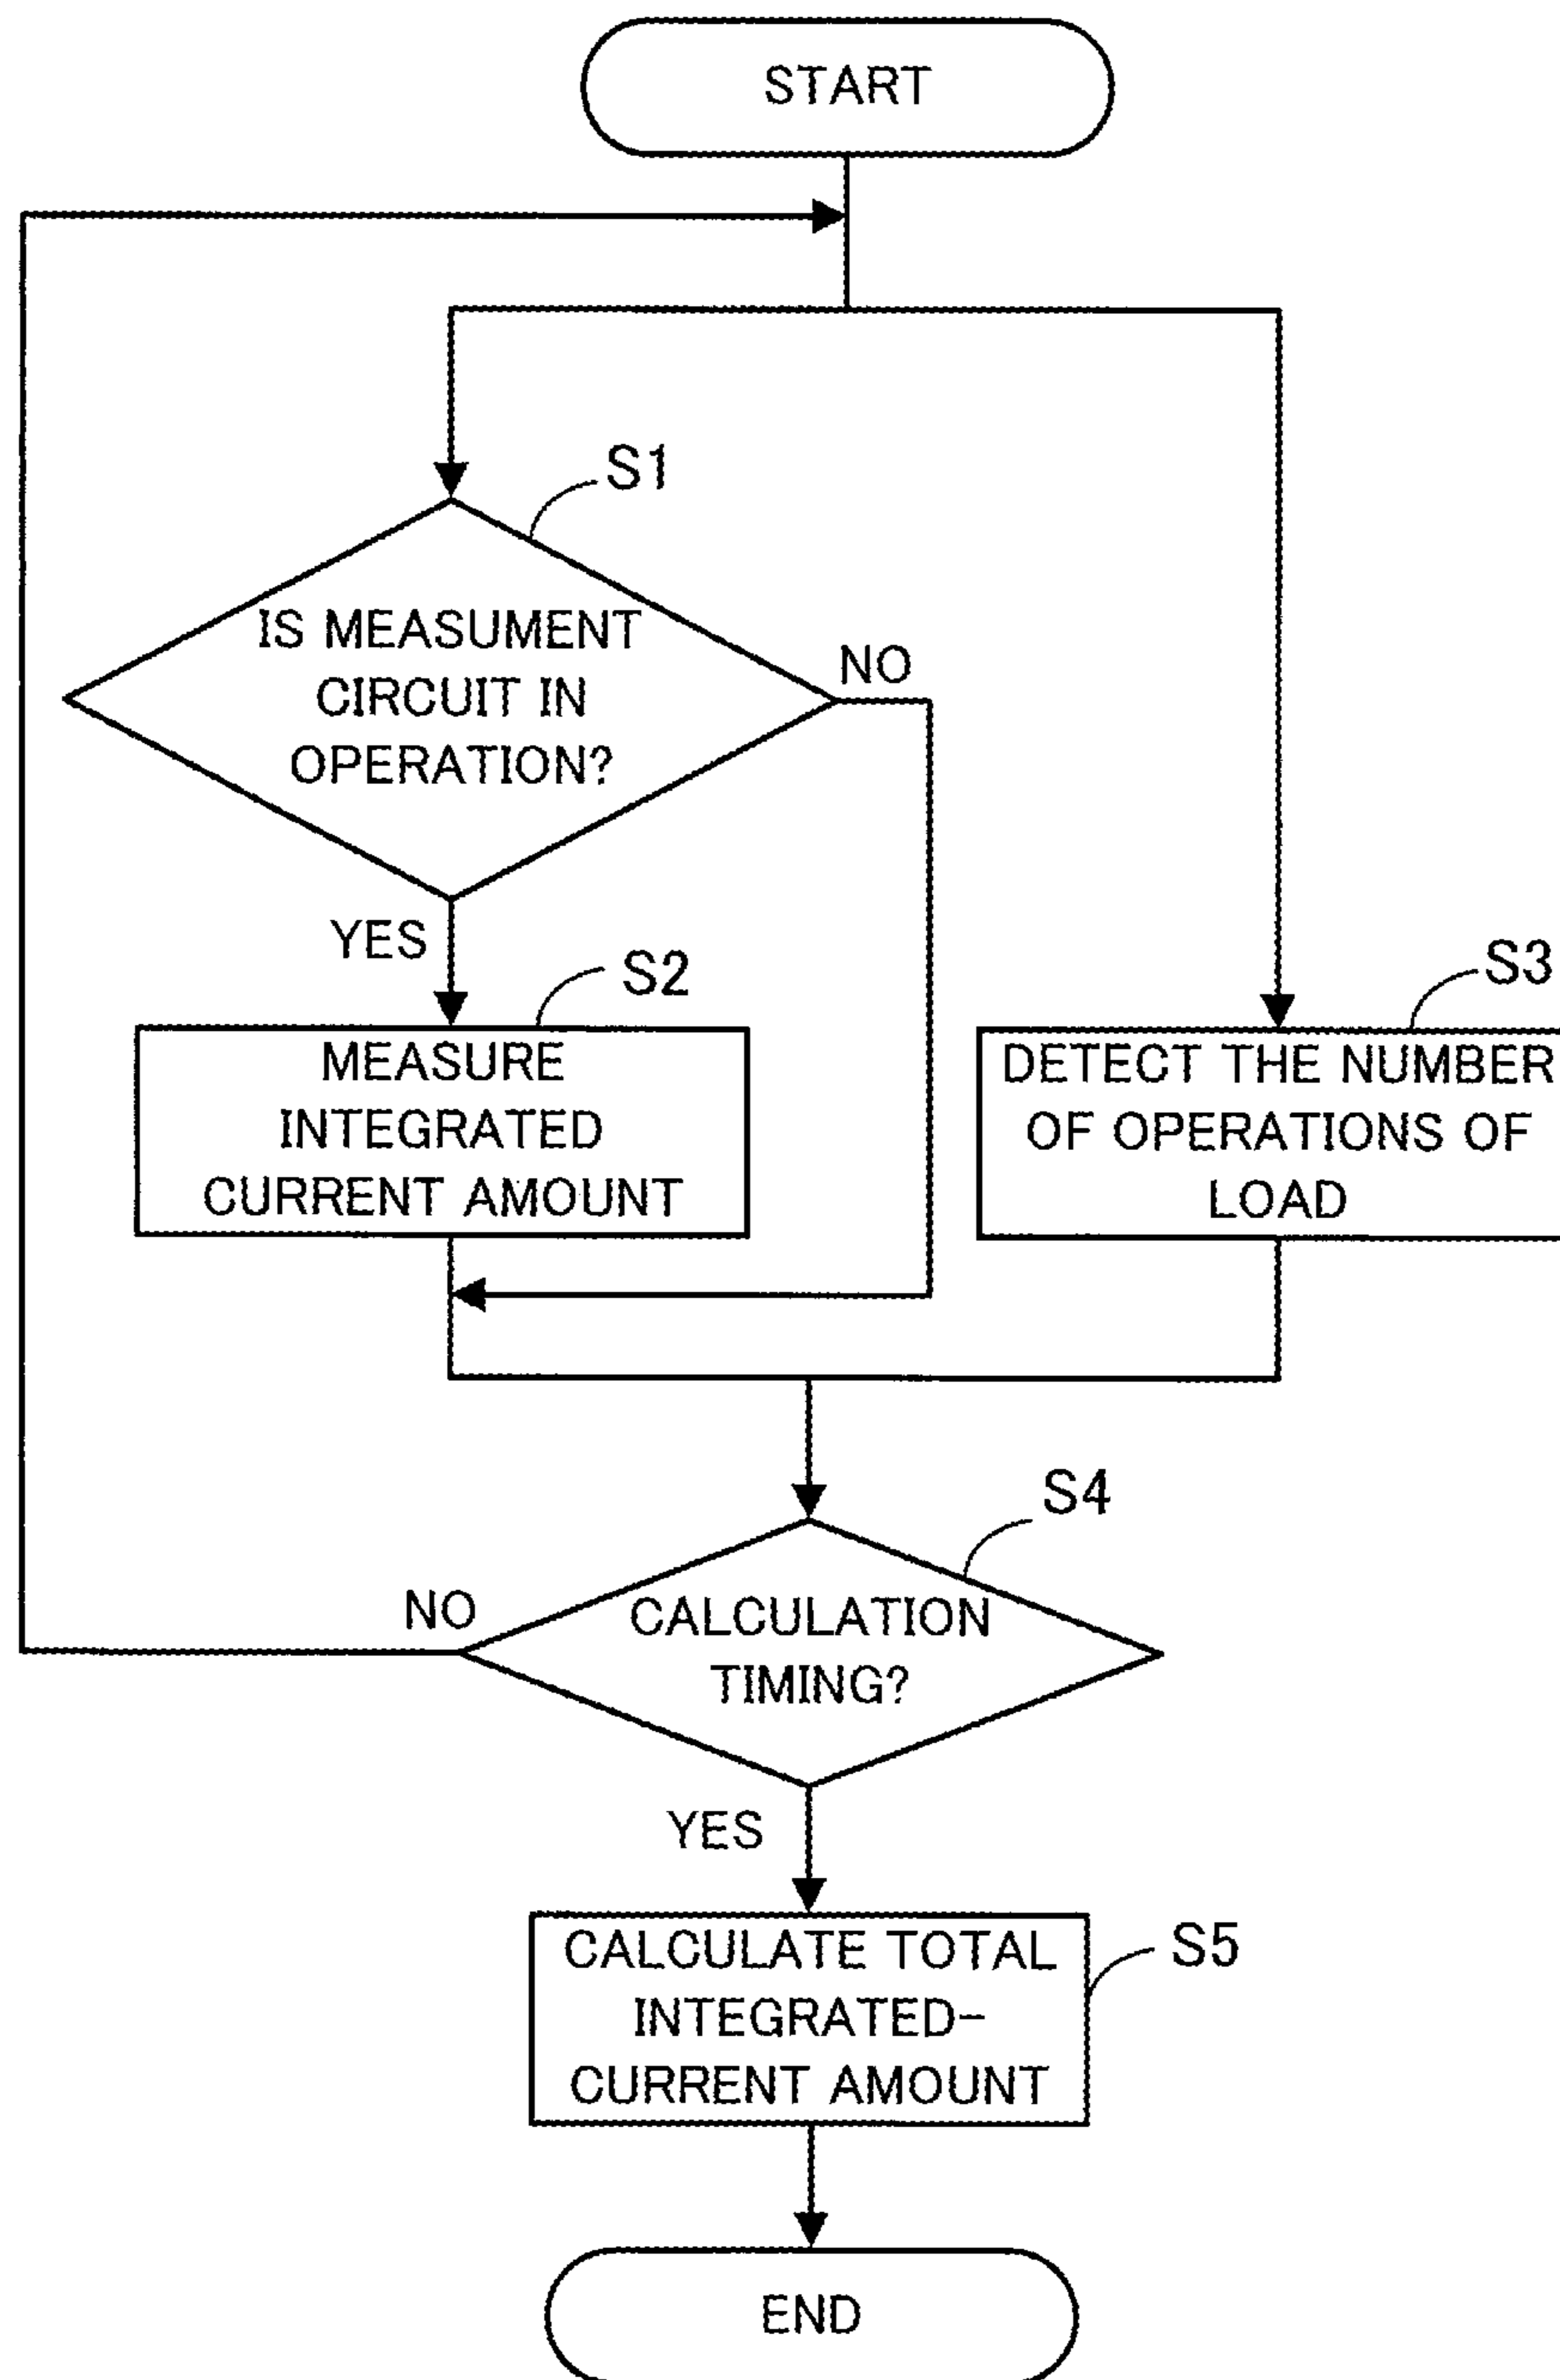 START
S1
IS MEASUMENT
CIRCUIT IN
OPERATION?
NO
YES
S2
MEASURE
INTEGRATED
CURRENT AMOUNT
S3
DETECT THE NUMBER
OF OPERATIONS OF
LOAD
S4
CALCULATION
TIMING?
NO
YES
S5
CALCULATE TOTAL
INTEGRATED-
CURRENT AMOUNT
END